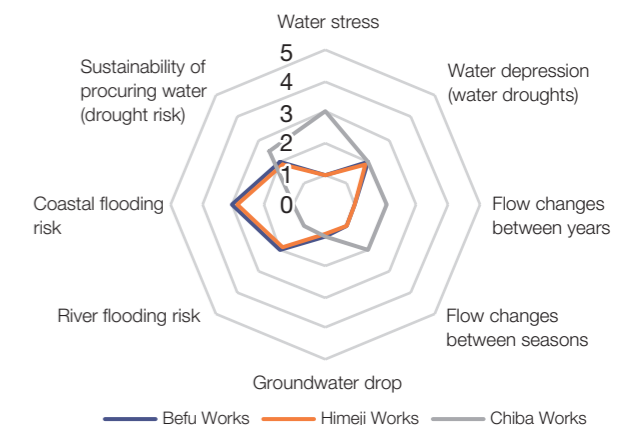 Water stress
5
4
3
2
1
0
Sustainability of
procuring water
(drought risk)
Water depression
(water droughts)
Coastal flooding
risk
Flow changes
between years
River flooding risk
Flow changes
between seasons
Groundwater drop
Befu Works Himeji Works Chiba Works